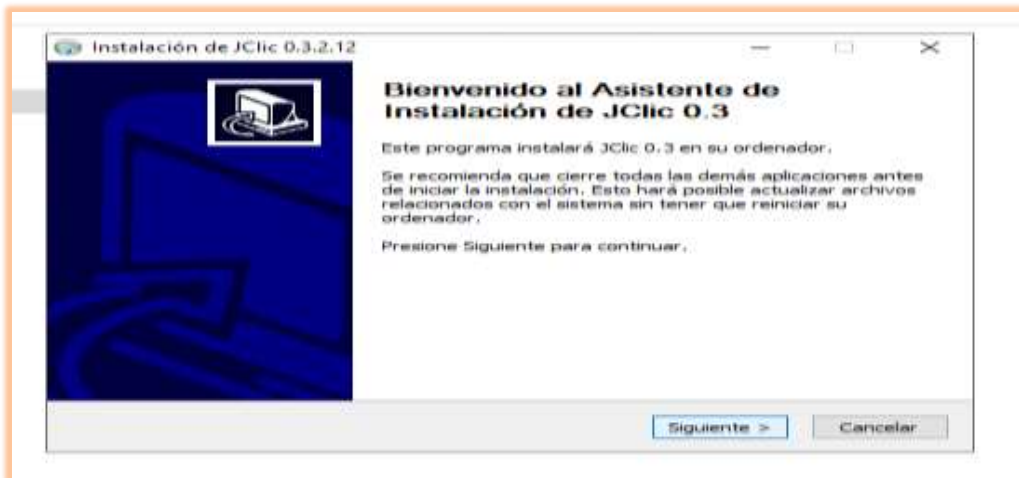 Instalación de JClic 0.3.2.12
Bienvenido al Asistente de
Instalación de JClic 0.3
Este programa instalará JClic 0.3 en su ordenador.
Se recomienda que cierre todas las demás aplicaciones antes
de iniciar la instalación. Esto hará posible actualizar archivos
relacionados con el sistema sin tener que reiniciar su
ordenador.
Presione Siguiente para continuar.
Siguiente >
Cancelar